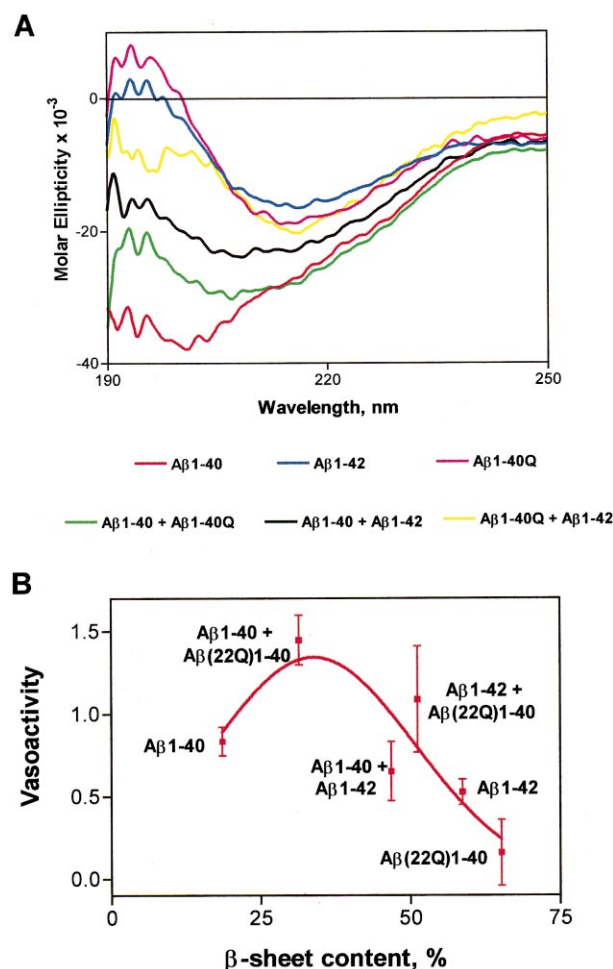 A
Molar Ellipticity x 10-3
0
-20
-40
190
220
250
Wavelength, nm
Aβ1-40
Aβ1-42
Aβ1-40Q
Aβ1-40 + Aβ1-40Q
Aβ1-40 + Aβ1-42
Aβ1-40Q + Aβ1-42
B
Vasoactivity
1.5
1.0
0.5
0.0
Aβ1-40 +
Aβ(22Q)1-40
Aβ1-40
Aβ1-42 +
Aβ(22Q)1-40
Aβ1-40 +
Aβ1-42
Aβ1-42
Aβ(22Q)1-40
0
25
50
75
β-sheet content, %